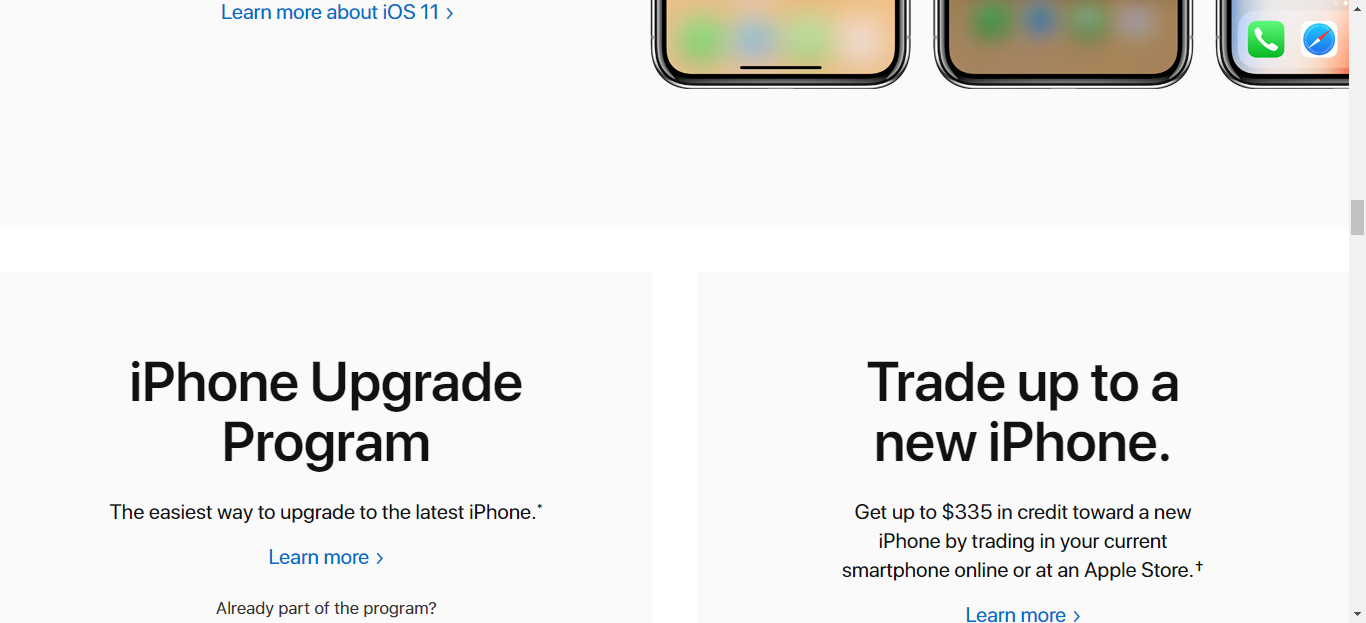 Learn more about iOS 11 ›
iPhone Upgrade
Program
The easiest way to upgrade to the latest iPhone.*
Learn more ›
Already part of the program?
Trade up to a
new iPhone.
Get up to $335 in credit toward a new
iPhone by trading in your current
smartphone online or at an Apple Store.†
Learn more ›